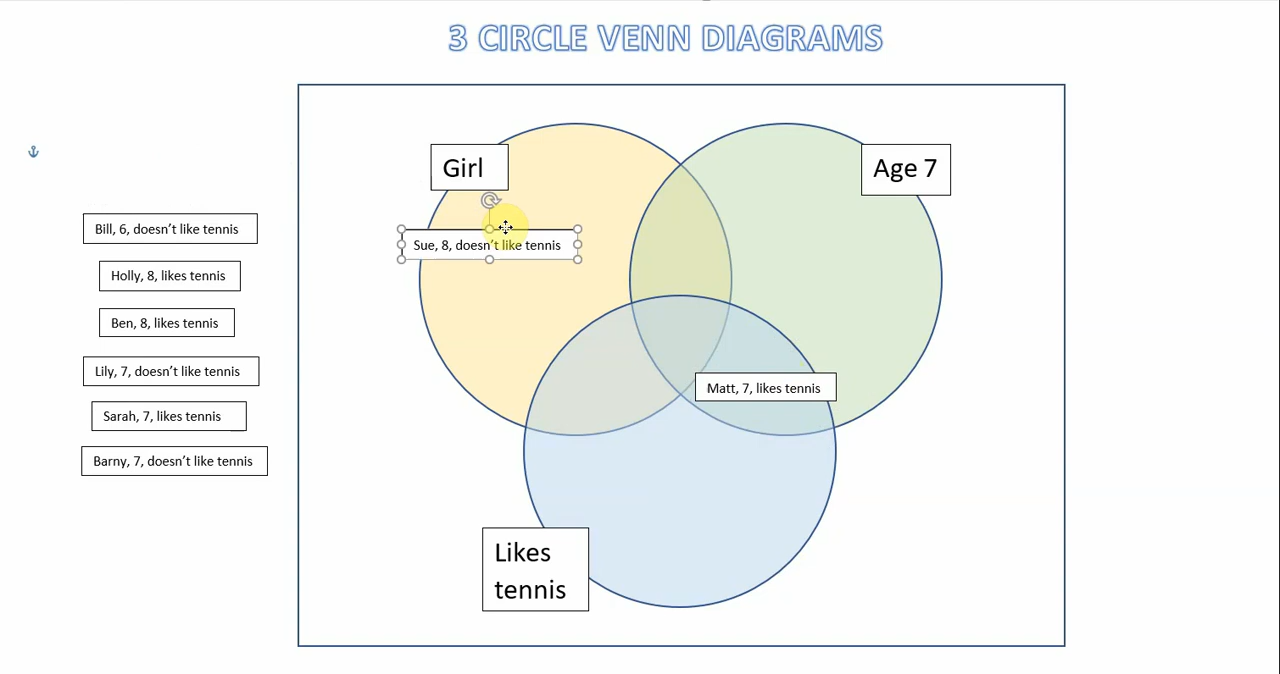 3 CIRCLE VENN DIAGRAMS
Girl
Age 7
Bill, 6, doesn't like tennis
Sue, 8, doesn't like tennis
Holly, 8, likes tennis
Ben, 8, likes tennis
Lily, 7, doesn't like tennis
Matt, 7, likes tennis
Sarah, 7, likes tennis
Barny, 7, doesn't like tennis
Likes
tennis